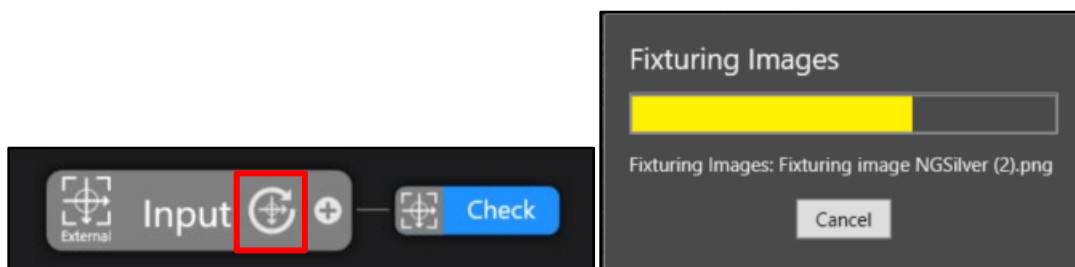 External
Input
Check
Fixturing Images
Fixturing Images: Fixturing image NGSilver (2).png
Cancel